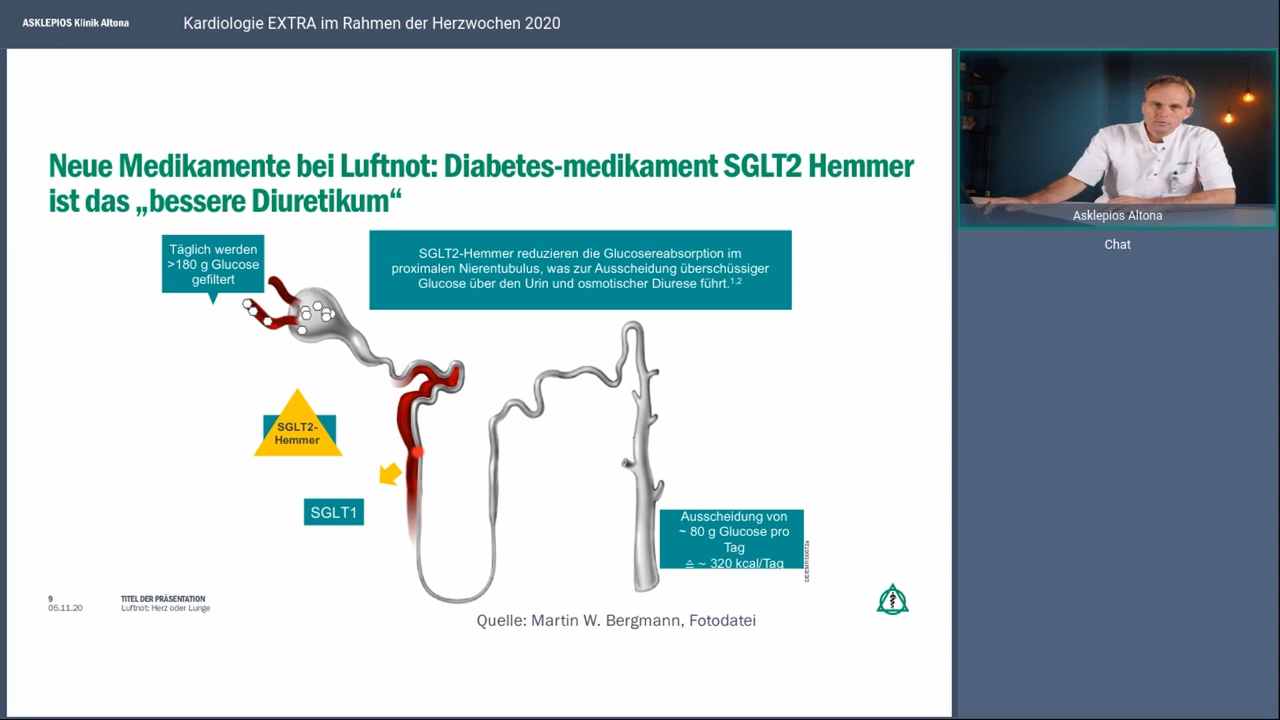 ASKLEPIOS Klinik Altona
Kardiologie EXTRA im Rahmen der Herzwochen 2020
Neue Medikamente bei Luftnot: Diabetes-medikament SGLT2 Hemmer
ist das „bessere Diuretikum“
Täglich werden
>180 g Glucose
gefiltert
SGLT2-Hemmer reduzieren die Glucosereabsorption im
proximalen Nierentubulus, was zur Ausscheidung überschüssiger
Glucose über den Urin und osmotischer Diurese führt.1,2
SGLT2-
Hemmer
SGLT1
Ausscheidung von
~ 80 g Glucose pro
Tag
≙ ~ 320 kcal/Tag
9
05.11.20
TITEL DER PRÄSENTATION
Luftnot: Herz oder Lunge
Quelle: Martin W. Bergmann, Fotodatei
Asklepios Altona
Chat